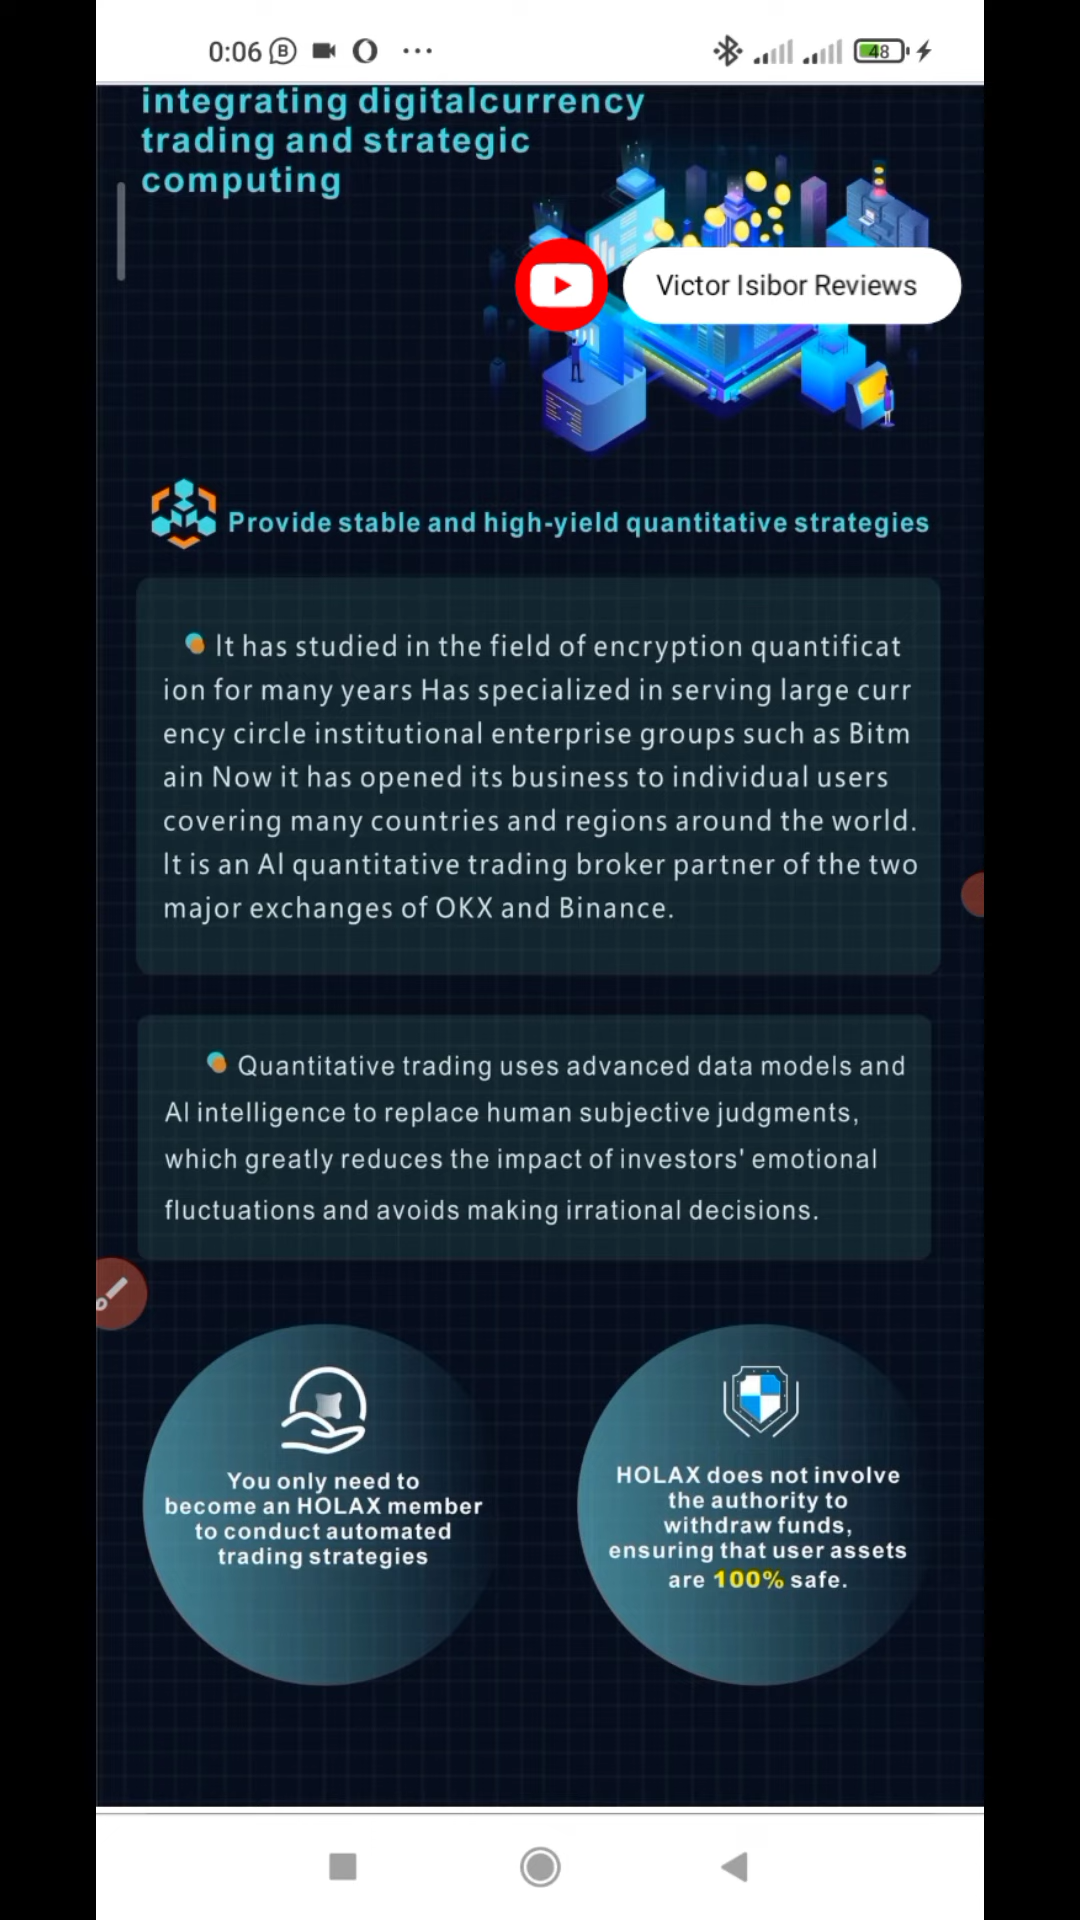 0:06
48
integrating digitalcurrency
trading and strategic
computing
Victor Isibor Reviews
Provide stable and high-yield quantitative strategies
It has studied in the field of encryption quantificat
ion for many years Has specialized in serving large curr
ency circle institutional enterprise groups such as Bitm
ain Now it has opened its business to individual users
covering many countries and regions around the world.
It is an AI quantitative trading broker partner of the two
major exchanges of OKX and Binance.
Quantitative trading uses advanced data models and
AI intelligence to replace human subjective judgments,
which greatly reduces the impact of investors' emotional
fluctuations and avoids making irrational decisions.
You only need to
become an HOLAX member
to conduct automated
trading strategies
HOLAX does not involve
the authority to
withdraw funds,
ensuring that user assets
are 100% safe.